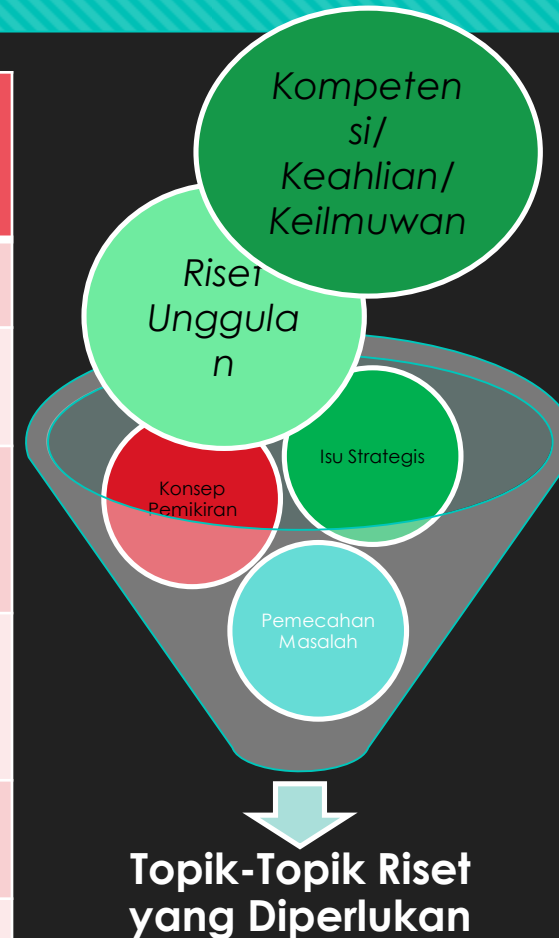 Kompeten
si/
Keahlian/
Keilmuwan
Riset
Unggula
n
Isu Strategis
Konsep
Pemikiran
Pemecahan
Masalah
Topik-Topik Riset
yang Diperlukan